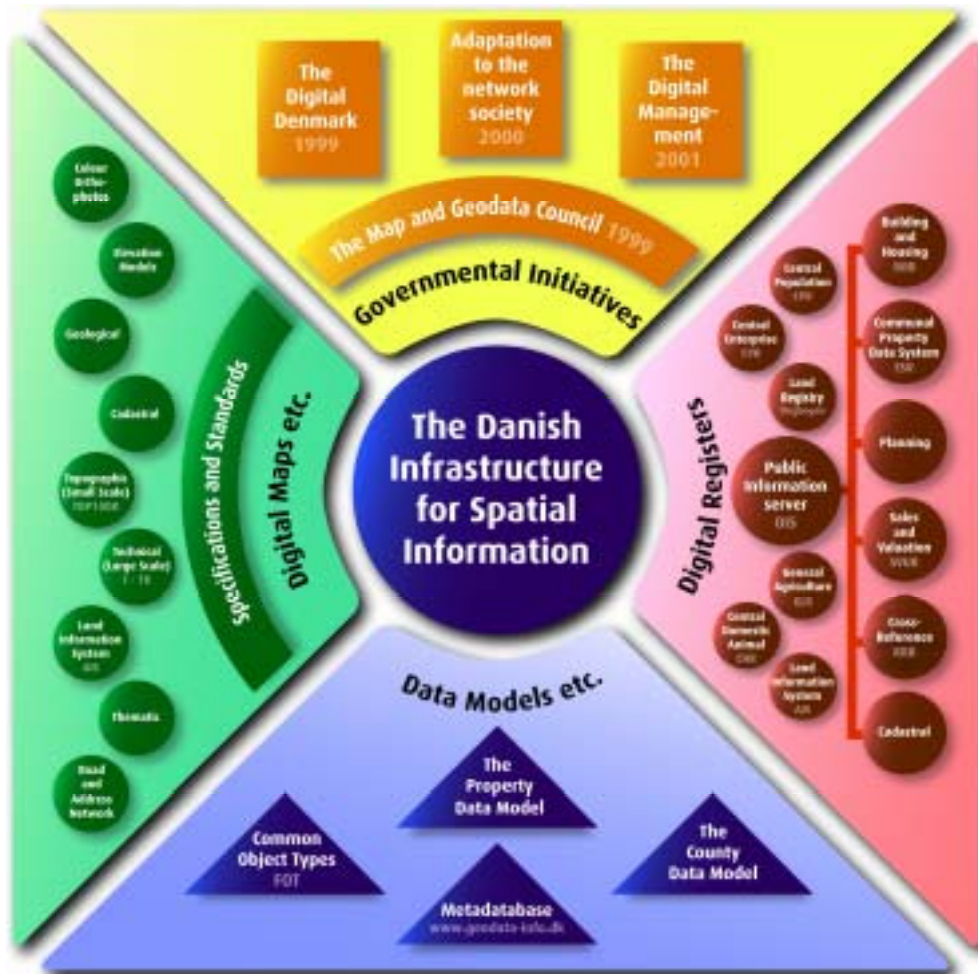 The
Digital
Denmark
1999
Adaptation
to the
network
society
2000
The
Digital
Manage-
ment
2001
The Map and Geodata Council 1999
Governmental Initiatives
Colour
Ortho-
photos
Elevation
Models
Geological
Cadastral
Topographic
(Small Scale)
Technical
(Large Scale)
Land
Information
System
Thematic
Road
and
Address
Network
Specifications and Standards
Digital Maps etc.
The Danish
Infrastructure
for Spatial
Information
Digital Registers
Central
Population
Central
Enterprise
Land
Registry
Public
Information
server
OIS
General
Agriculture
Central
Domestic
Animal
Land
Information
System
Building
and
Housing
Communal
Property
Data System
Planning
Sales
and
Valuation
Cross-
Reference
Cadastral
Data Models etc.
The
Property
Data Model
Common
Object Types
FOT
The
County
Data Model
Metadatabase
www.geodata-info.dk